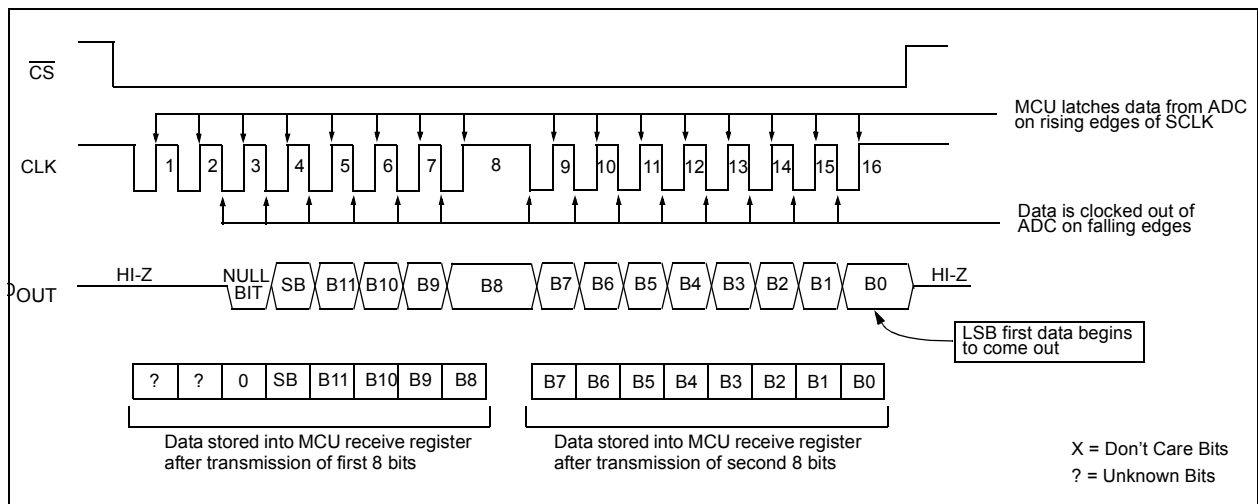 CS
MCU latches data from ADC
on rising edges of SCLK
CLK
1 2 3 4 5 6 7 8 9 10 11 12 13 14 15 16
Data is clocked out of
ADC on falling edges
HI-Z
NULL
BIT
SB B11 B10 B9 B8 B7 B6 B5 B4 B3 B2 B1 B0
HI-Z
OUT
LSB first data begins
to come out
? ? 0 SB B11 B10 B9 B8
B7 B6 B5 B4 B3 B2 B1 B0
Data stored into MCU receive register
after transmission of first 8 bits
Data stored into MCU receive register
after transmission of second 8 bits
X = Don't Care Bits
? = Unknown Bits